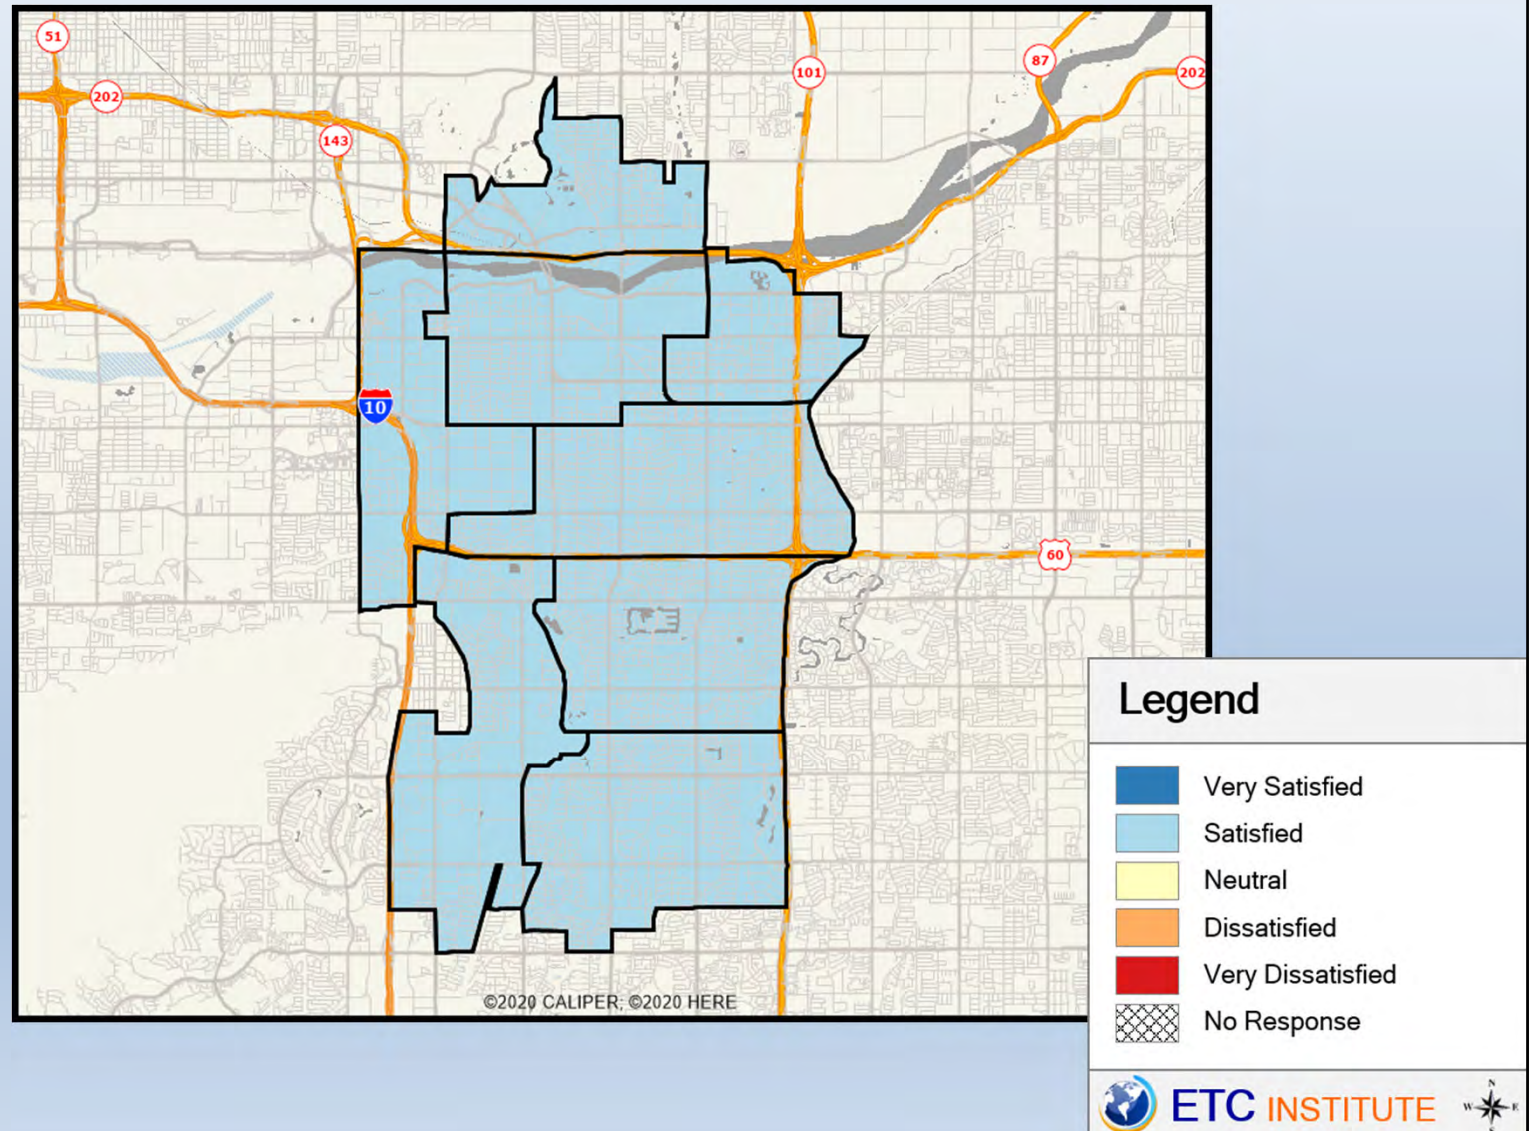 51
202
143
101
87
202
10
60
©2020 CALIPER; ©2020 HERE
Legend
Very Satisfied
Satisfied
Neutral
Dissatisfied
Very Dissatisfied
No Response
ETC INSTITUTE
N
W E
S